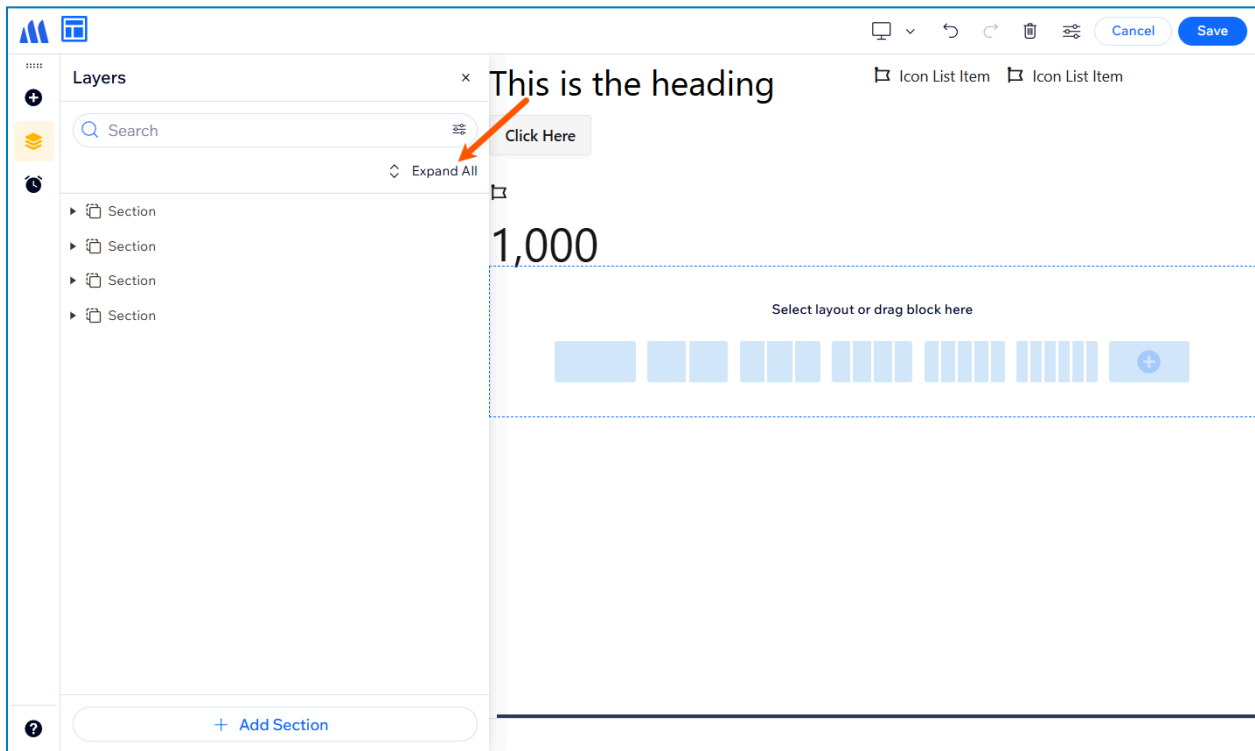 Cancel
Save
Layers
Search
Expand All
Section
Section
Section
Section
Add Section
This is the heading
Icon List Item
Icon List Item
Click Here
1,000
Select layout or drag block here